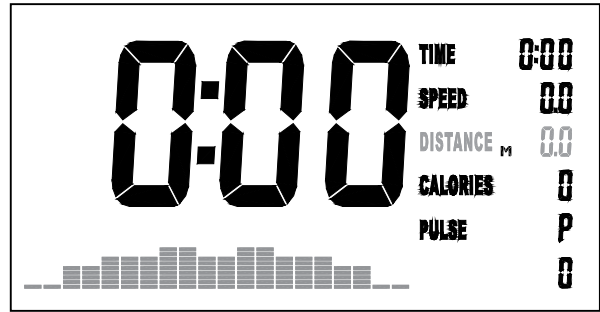 0:00
TIME 0:00
SPEED 0.0
DISTANCE M 0.0
CALORIES 0
PULSE P
0